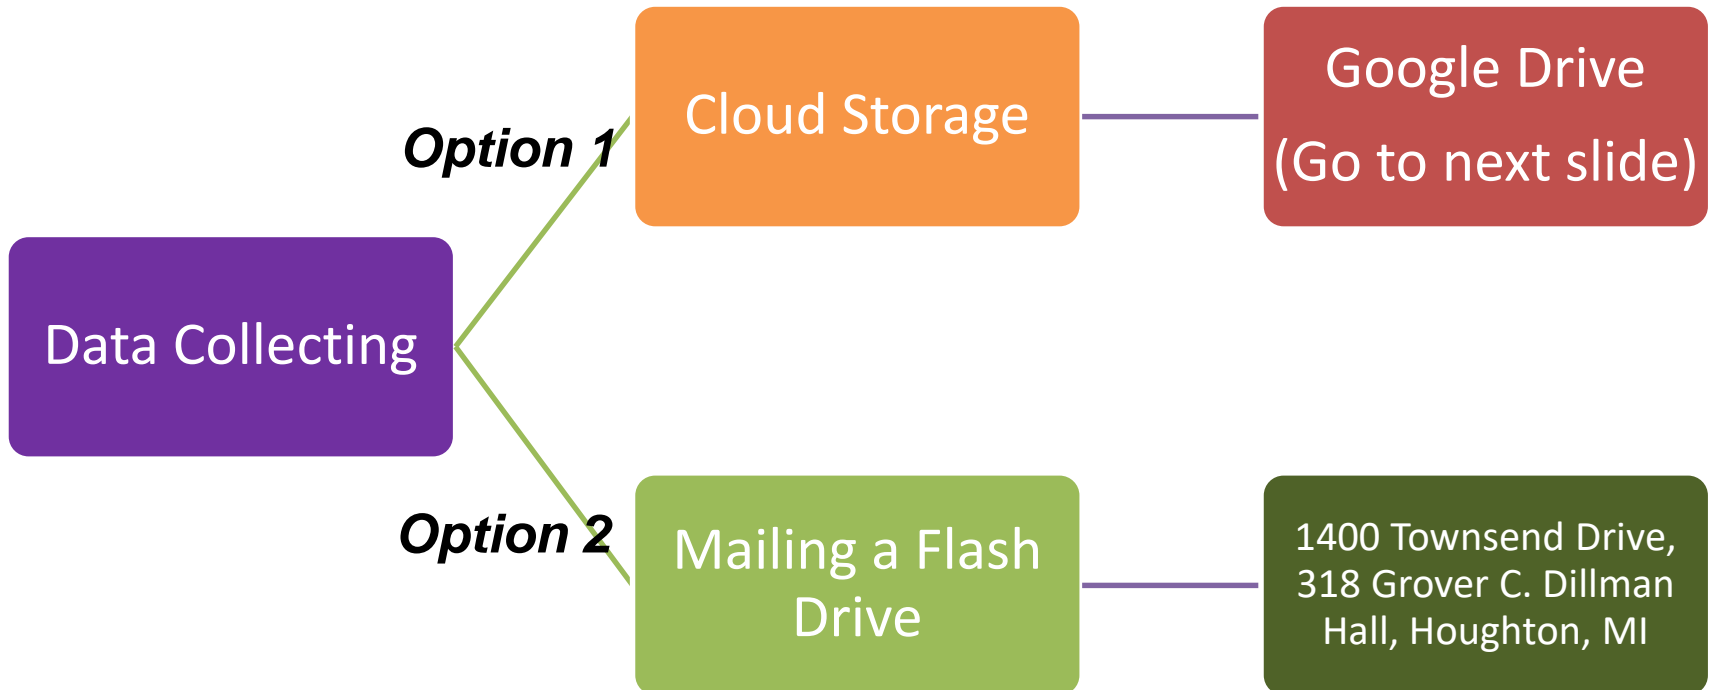 Data Collecting
Option 1
Cloud Storage
Google Drive
(Go to next slide)
Option 2
Mailing a Flash
Drive
1400 Townsend Drive,
318 Grover C. Dillman
Hall, Houghton, MI